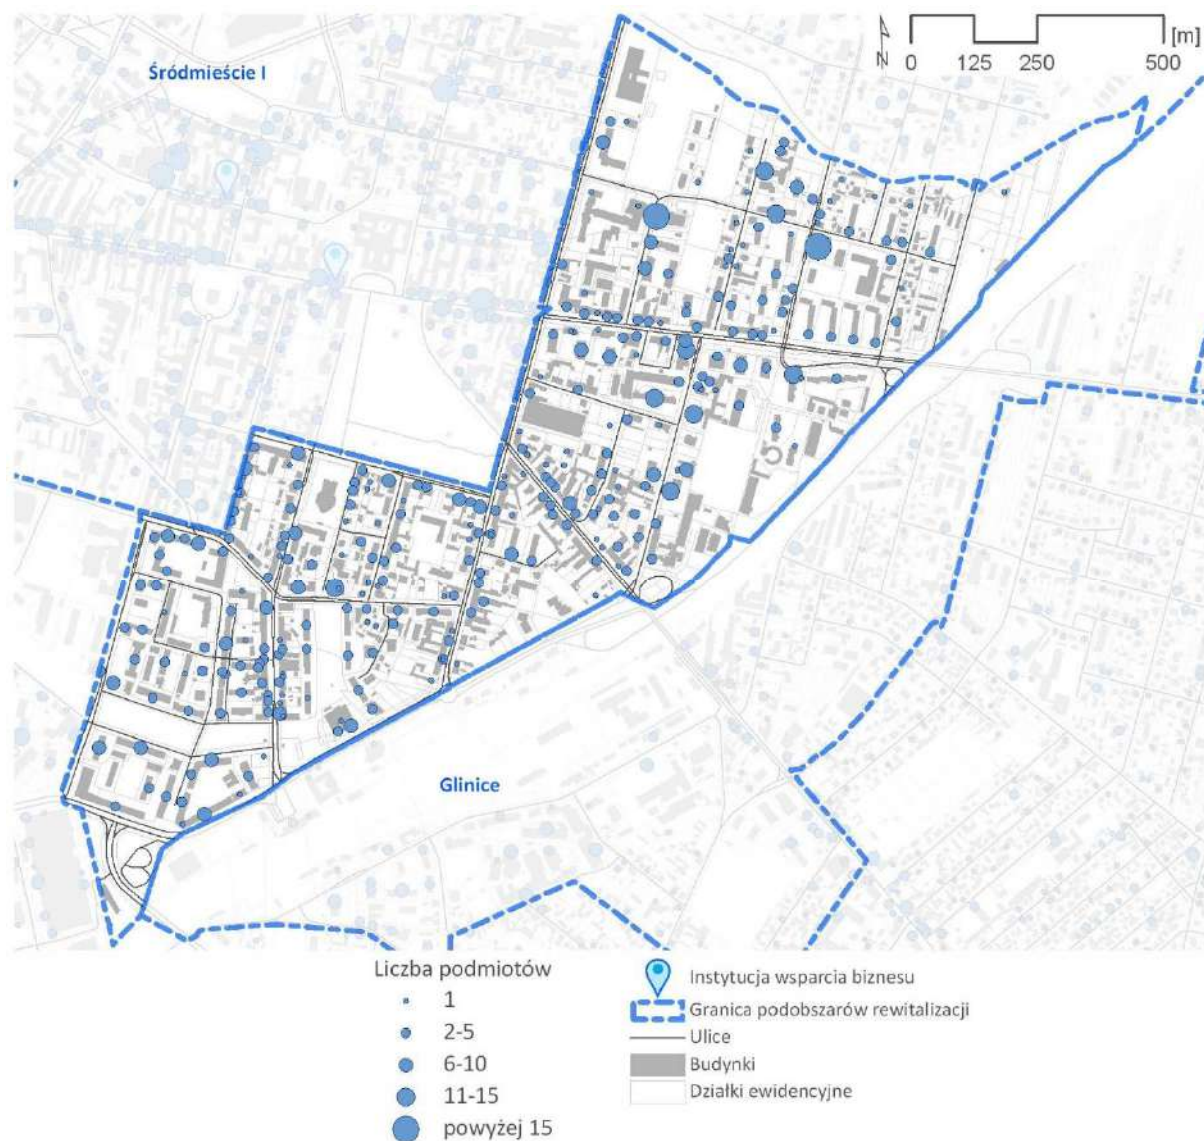 Śródmieście I
N
[m]
0 125 250 500
Glinice
Liczba podmiotów
1
2-5
6-10
11-15
powyżej 15
Instytucja wsparcia biznesu
Granica podobszarów rewitalizacji
Ulice
Budynki
Działki ewidencyjne